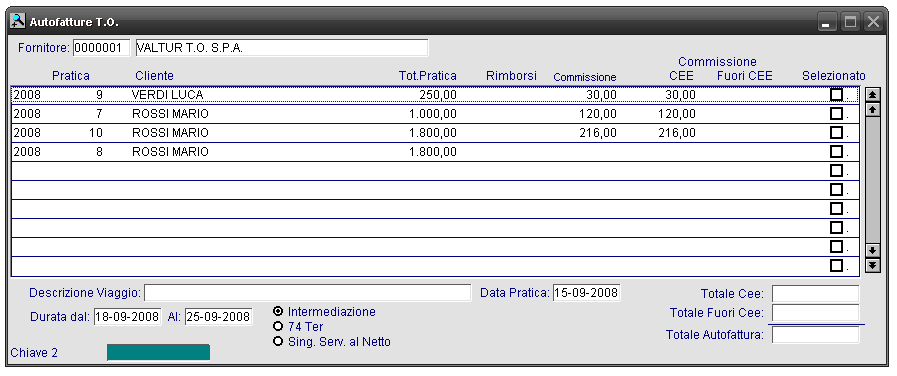 Autofatture T.O.
Fornitore: 0000001 VALTUR T.O. S.P.A.
Commissione
Pratica Cliente Tot.Pratica Rimborsi Commissione CEE Fuori CEE Selezionato
2008 9 VERDI LUCA 250,00 30,00 30,00 .
2008 7 ROSSI MARIO 1.000,00 120,00 120,00 .
2008 10 ROSSI MARIO 1.800,00 216,00 216,00 .
2008 8 ROSSI MARIO 1.800,00 .
.
.
.
.
.
.
Descrizione Viaggio: Data Pratica: 15-09-2008 Totale Cee:
Durata dal: 18-09-2008 Al: 25-09-2008 Intermediazione Totale Fuori Cee:
74 Ter
Totale Autofattura:
Sing. Serv. al Netto
Chiave 2